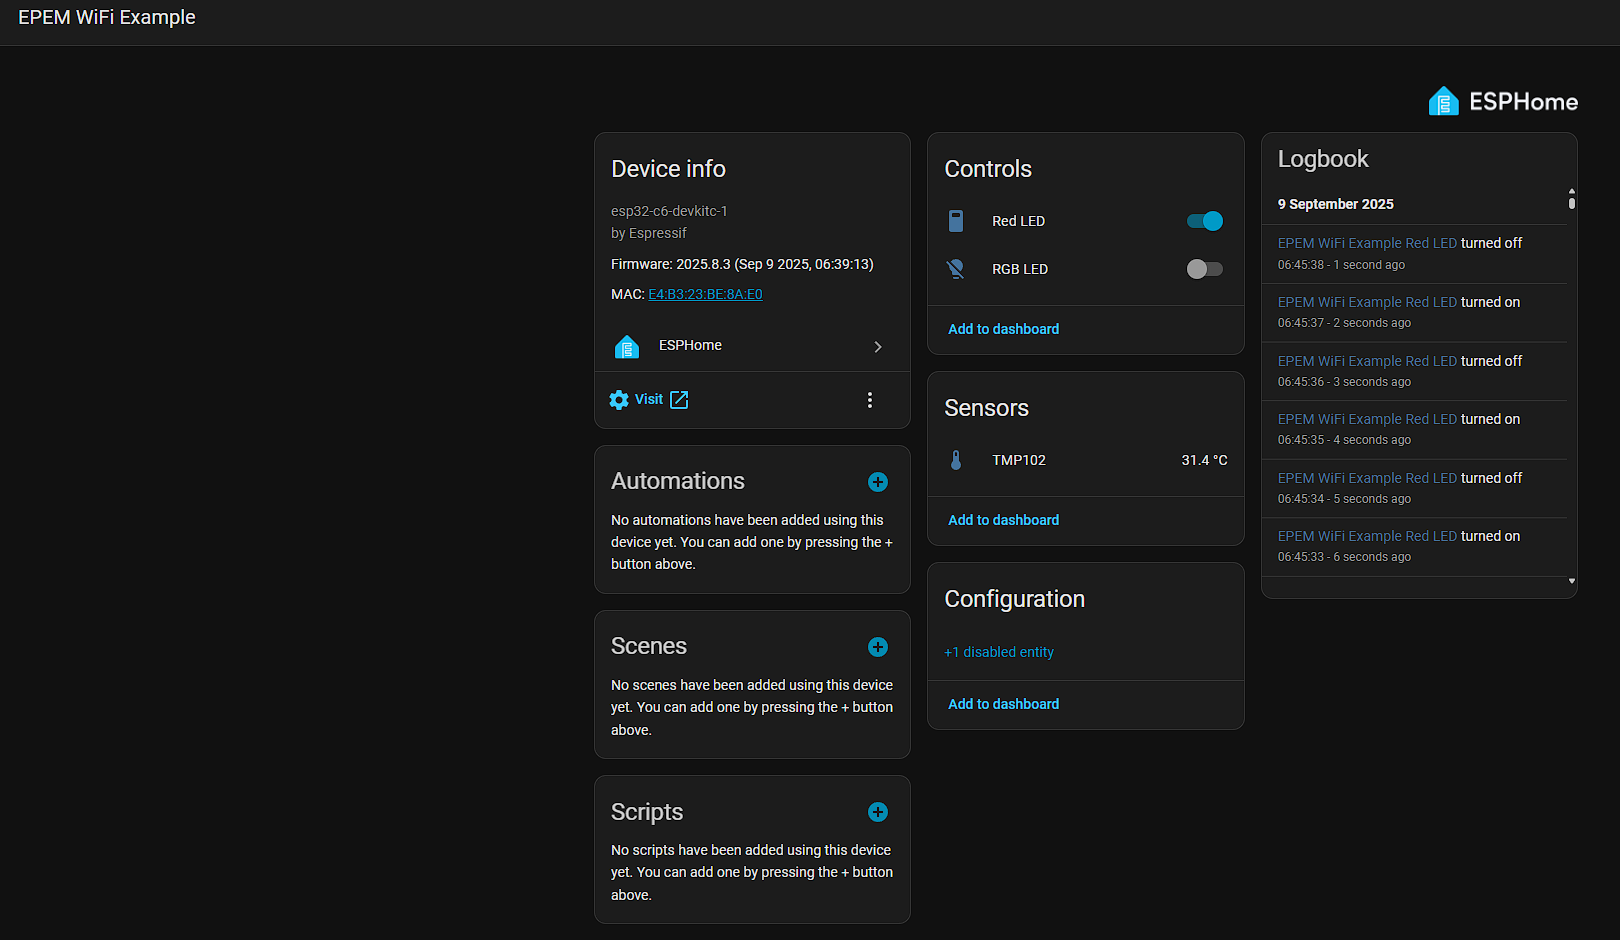 EPEM WiFi Example
ESPHome
Device info
esp32-c6-devkitc-1
by Espressif
Firmware: 2025.8.3 (Sep 9 2025, 06:39:13)
MAC: E4:B3:23:BE:8A:E0
ESPHome
Visit
Automations
No automations have been added using this
device yet. You can add one by pressing the +
button above.
Scenes
No scenes have been added using this device
yet. You can add one by pressing the + button
above.
Scripts
No scripts have been added using this device
yet. You can add one by pressing the + button
above.
Controls
Red LED
RGB LED
Add to dashboard
Sensors
TMP102 31.4 °C
Add to dashboard
Configuration
+1 disabled entity
Add to dashboard
Logbook
9 September 2025
EPEM WiFi Example Red LED turned off
06:45:38 - 1 second ago
EPEM WiFi Example Red LED turned on
06:45:37 - 2 seconds ago
EPEM WiFi Example Red LED turned off
06:45:36 - 3 seconds ago
EPEM WiFi Example Red LED turned on
06:45:35 - 4 seconds ago
EPEM WiFi Example Red LED turned off
06:45:34 - 5 seconds ago
EPEM WiFi Example Red LED turned on
06:45:33 - 6 seconds ago